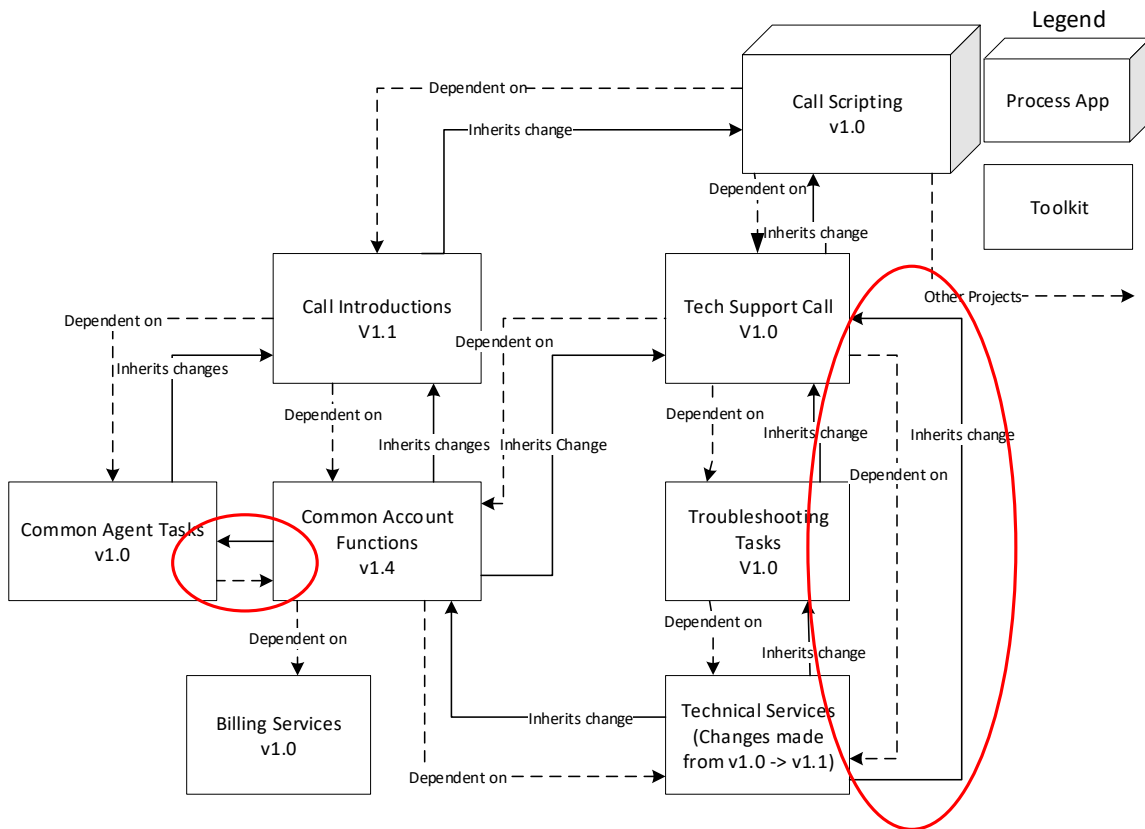 Legend
Process App
Toolkit
Call Scripting
v1.0
Dependent on
Inherits change
Dependent on
Inherits change
Other Projects
Call Introductions
V1.1
Tech Support Call
V1.0
Dependent on
Inherits changes
Dependent on
Dependent on
Inherits changes
Inherits Change
Dependent on
Inherits change
Inherits change
Dependent on
Common Agent Tasks
v1.0
Common Account
Functions
v1.4
Troubleshooting
Tasks
V1.0
Dependent on
Dependent on
Inherits change
Billing Services
v1.0
Inherits change
Dependent on
Technical Services
(Changes made
from v1.0 -> v1.1)